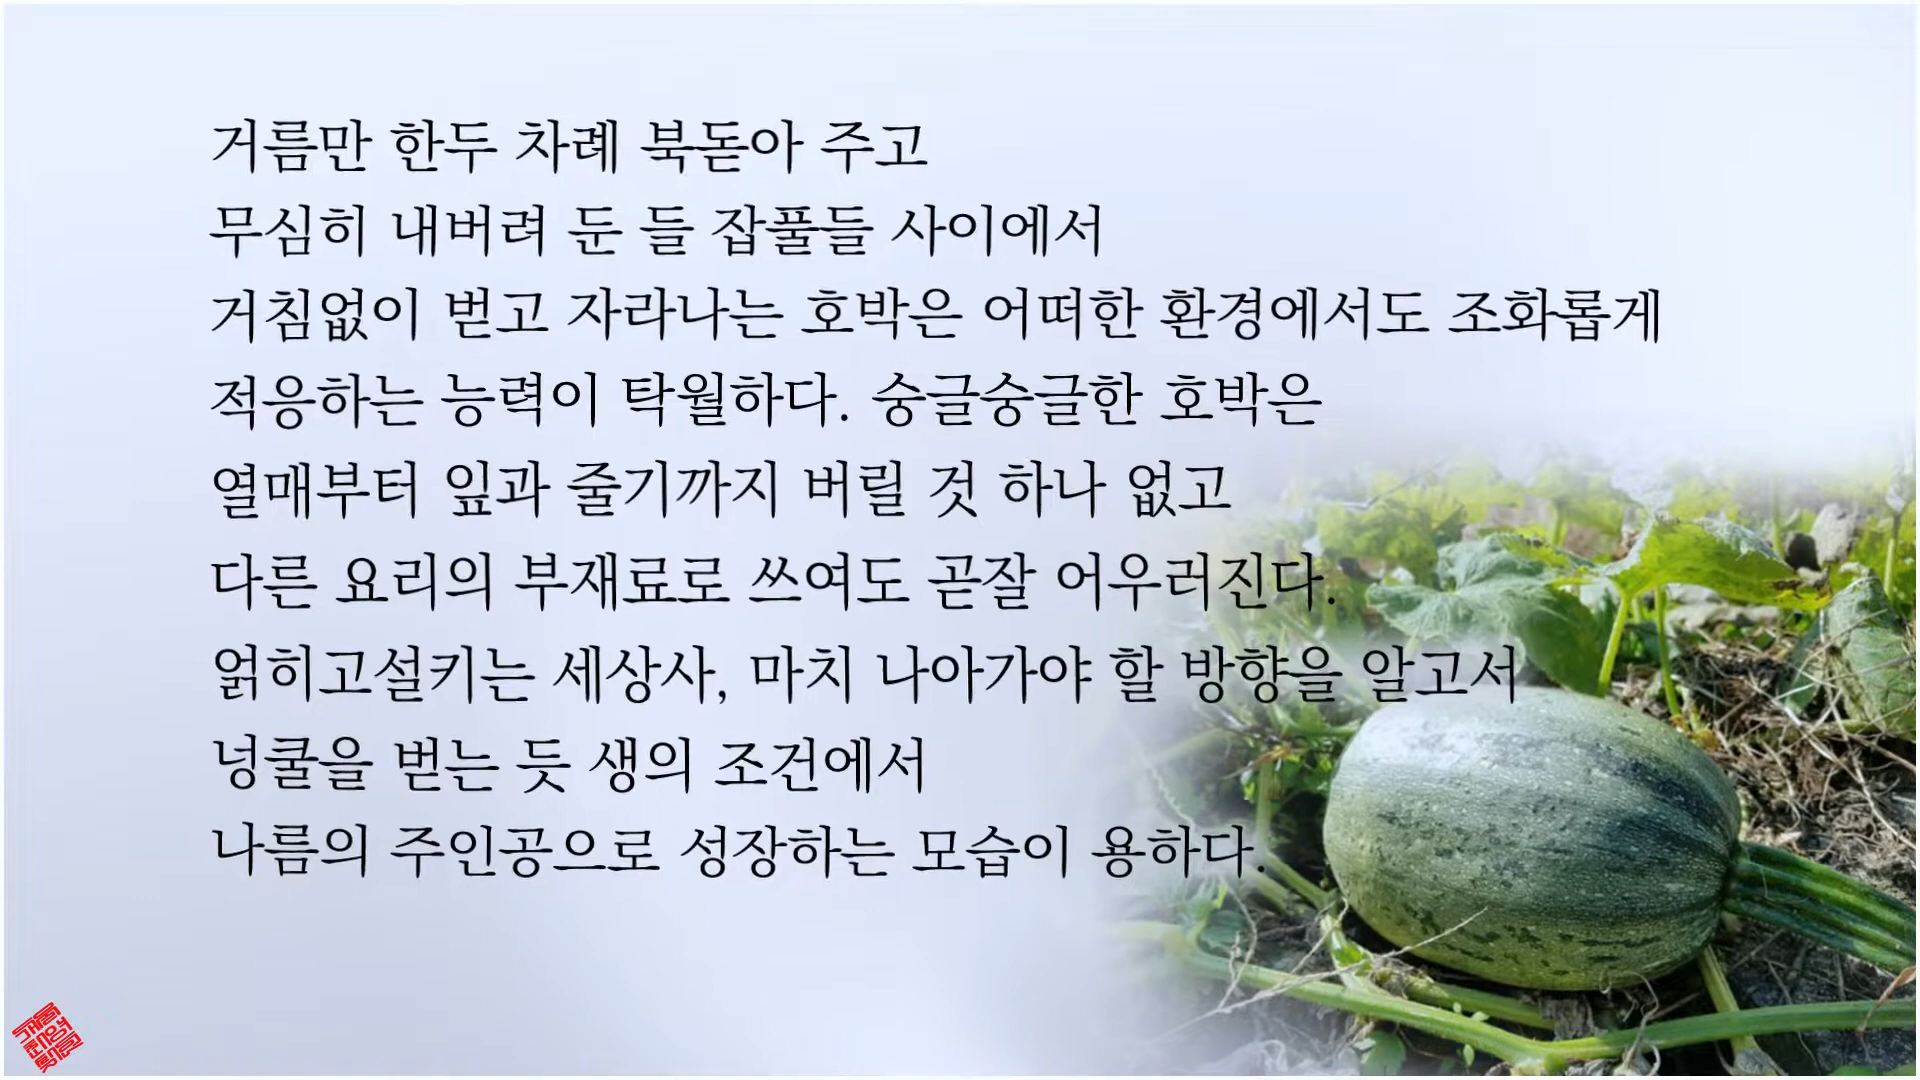 거름만 한두 차례 북돋아 주고
무심히 내버려 둔 들 잡풀들 사이에서
거침없이 벋고 자라나는 호박은 어떠한 환경에서도 조화롭게
적응하는 능력이 탁월하다. 숭글숭글한 호박은
열매부터 잎과 줄기까지 버릴 것 하나 없고
다른 요리의 부재료로 쓰여도 곧잘 어우러진다.
얽히고설키는 세상사, 마치 나아가야 할 방향을 알고서
넝쿨을 벋는 듯 생의 조건에서
나름의 주인공으로 성장하는 모습이 용하다.